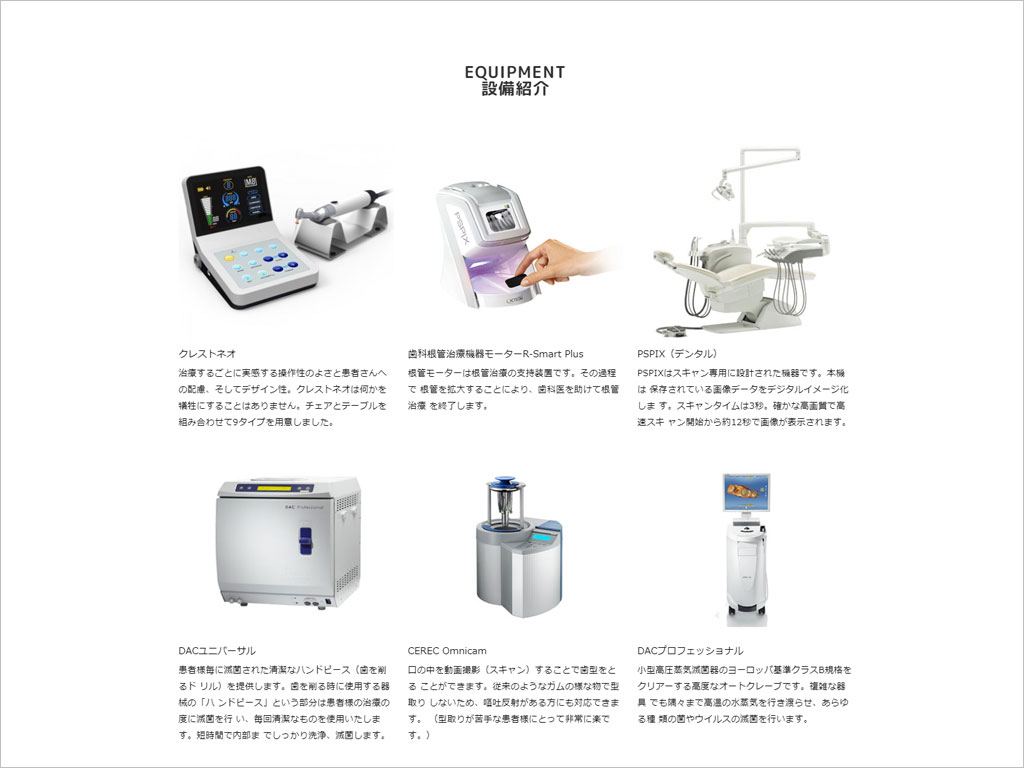 EQUIPMENT
設備紹介
PSPIX
DAC Professional
クレストネオ
治療するごとに実感する操作性のよさと患者さんへ
の配慮、そしてデザイン性。クレストネオは何かを
犠牲にすることはありません。チェアとテーブルを
組み合わせて9タイプを用意しました。
歯科根管治療機器モーターR-Smart Plus
根管モーターは根管治療の支持装置です。その過程
で 根管を拡大することにより、歯科医を助けて根管
治療 を終了します。
PSPIX（デンタル）
PSPIXはスキャン専用に設計された機器です。本機
は 保存されている画像データをデジタルイメージ化
しま す。スキャンタイムは3秒。確かな高画質で高
速スキ ャン開始から約12秒で画像が表示されます。
DACユニバーサル
患者様毎に滅菌された清潔なハンドピース（歯を削
るド リル）を提供します。歯を削る時に使用する器
械の「ハ ンドピース」という部分は患者様の治療の
度に滅菌を行 い、毎回清潔なものを使用いたしま
す。短時間で内部ま でしっかり洗浄、滅菌します。
CEREC Omnicam
口の中を動画撮影（スキャン）することで歯型をと
る ことができます。従来のようなガムの様な物で型
取り しないため、嘔吐反射がある方にも対応できま
す。 （型取りが苦手な患者様にとって非常に楽で
す。）
DACプロフェッショナル
小型高圧蒸気滅菌器のヨーロッパ基準クラスB規格を
クリアーする高度なオートクレーブです。複雑な器
具 でも隅々まで高温の水蒸気を行き渡らせ、あらゆ
る種 類の菌やウイルスの滅菌を行います。